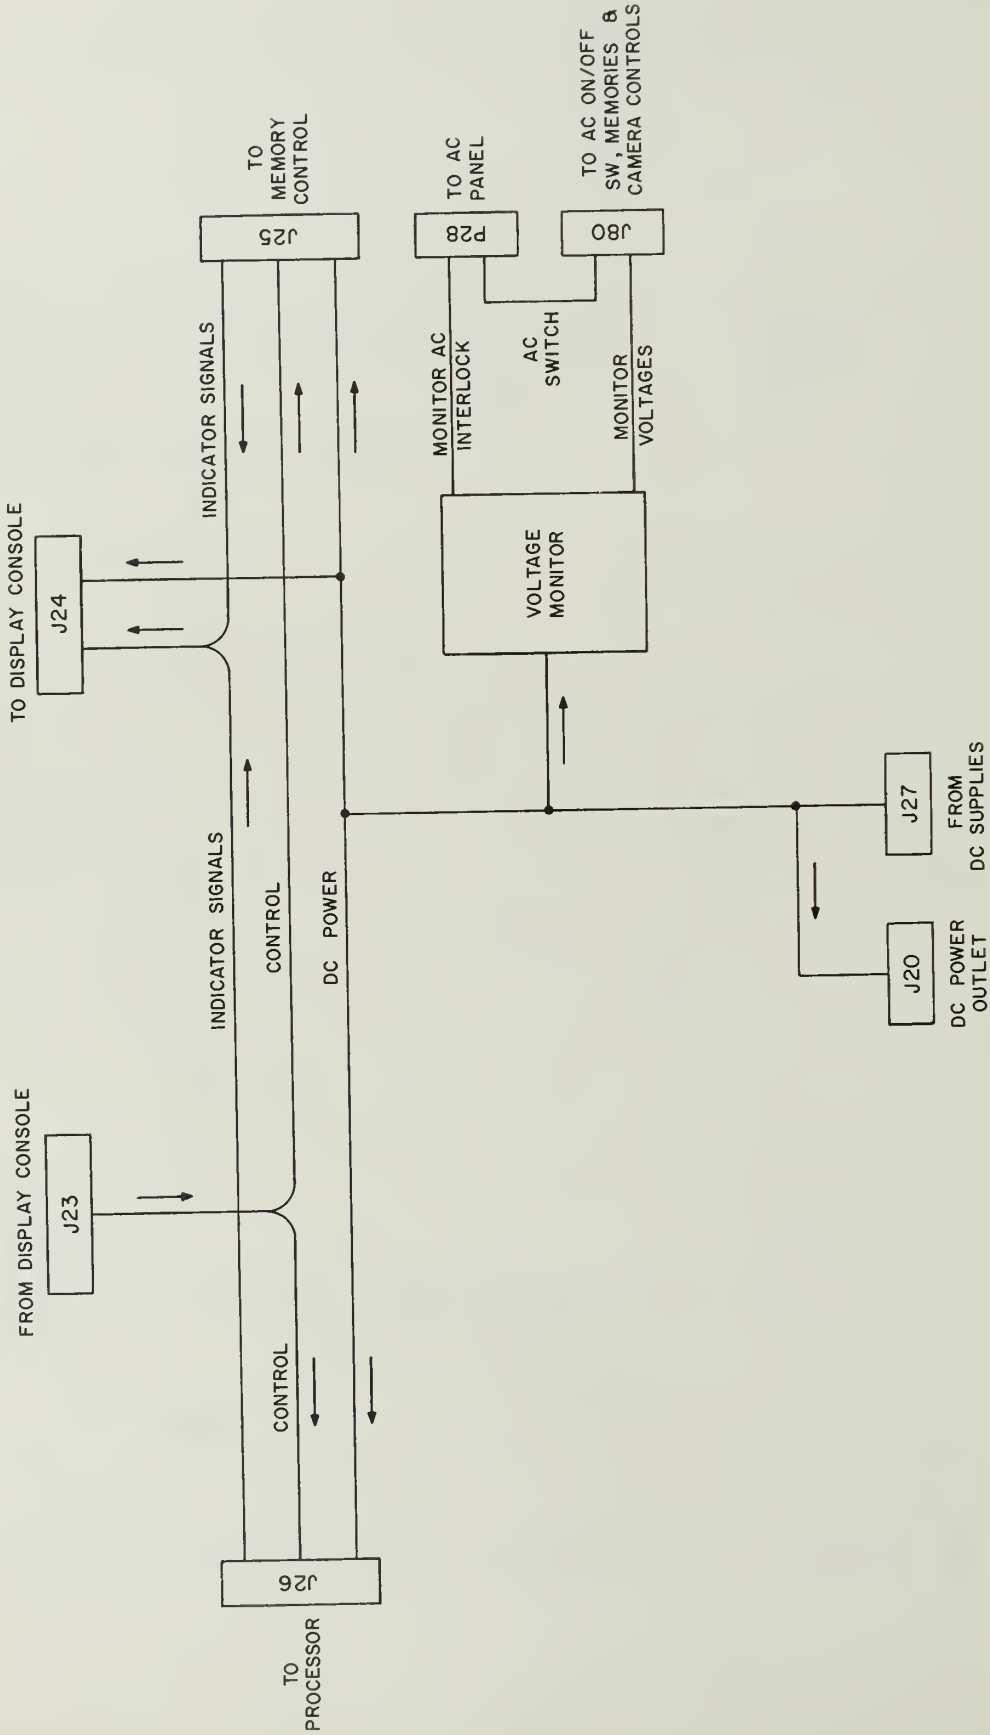 FROM DISPLAY CONSOLE
J23
TO DISPLAY CONSOLE
J24
INDICATOR SIGNALS
INDICATOR SIGNALS
CONTROL
CONTROL
DC POWER
J26
TO
PROCESSOR
J25
TO
MEMORY
CONTROL
MONITOR AC
INTERLOCK
P28
TO AC
PANEL
AC
SWITCH
MONITOR
VOLTAGES
J80
TO AC ON/OFF
SW, MEMORIES &
CAMERA CONTROLS
VOLTAGE
MONITOR
J20
DC POWER
OUTLET
J27
FROM
DC SUPPLIES